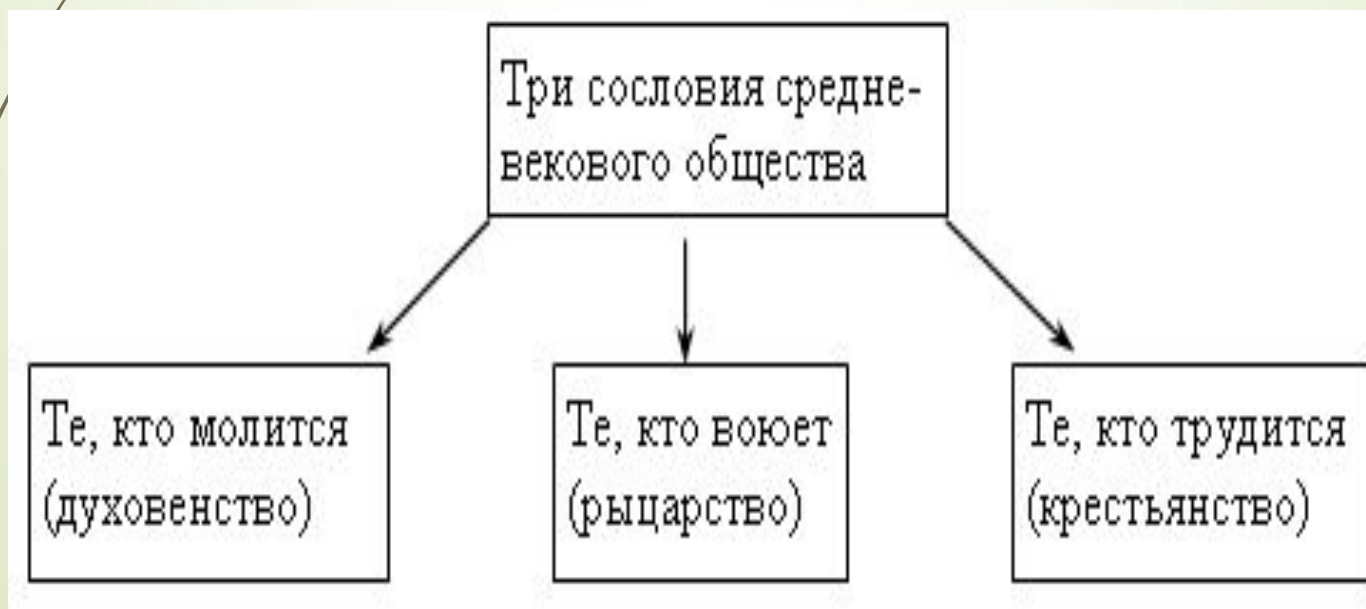 Три сословия средне-
векового общества
Те, кто молится
(духовенство)
Те, кто воюет
(рыцарство)
Те, кто трудится
(крестьянство)